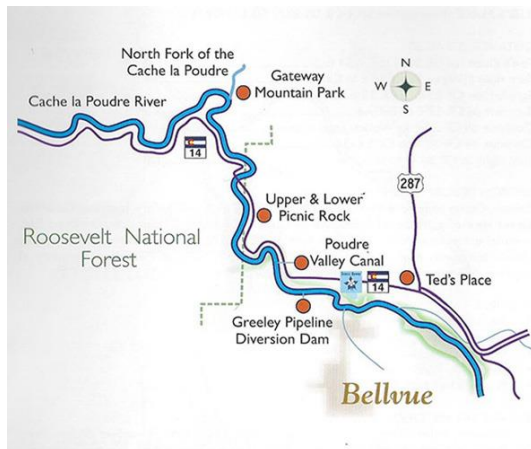 North Fork of the
Cache la Poudre
Gateway
Mountain Park
N
W E
S
Cache la Poudre River
14
287
Upper & Lower
Picnic Rock
Roosevelt National
Forest
Poudre
Valley Canal
14
Ted's Place
Greeley Pipeline
Diversion Dam
Bellvue